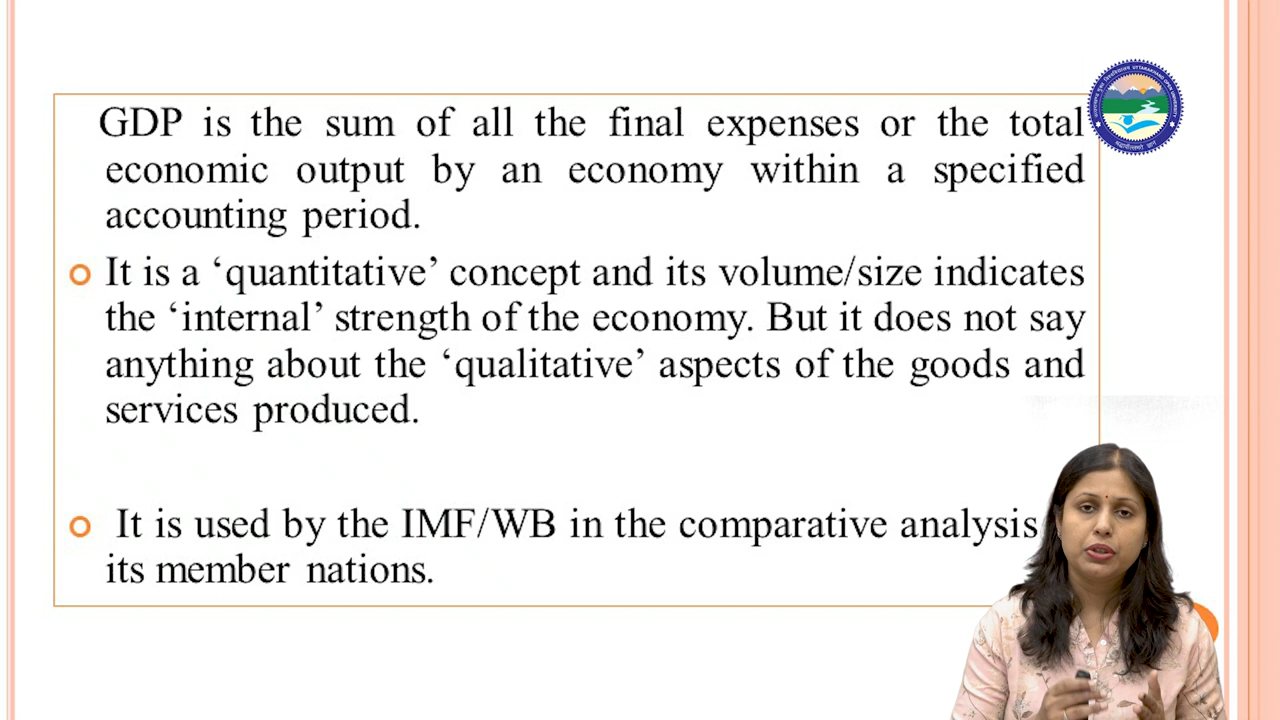 GDP is the sum of all the final expenses or the total
economic output by an economy within a specified
accounting period.
It is a ‘quantitative’ concept and its volume/size indicates
the ‘internal’ strength of the economy. But it does not say
anything about the ‘qualitative’ aspects of the goods and
services produced.
It is used by the IMF/WB in the comparative analysis
its member nations.